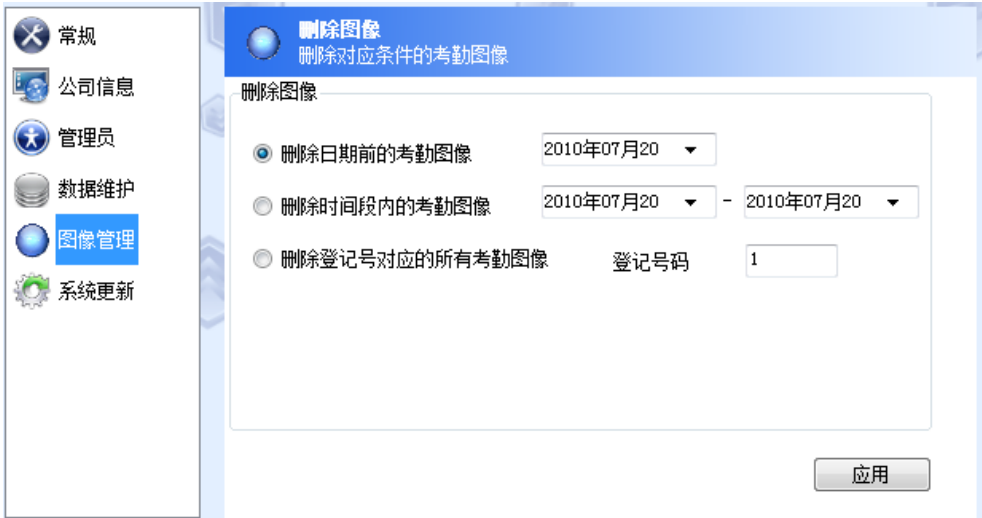 常规
公司信息
管理员
数据维护
图像管理
系统更新
删除图像
删除对应条件的考勤图像
删除图像
删除日期前的考勤图像 2010年07月20
删除时间段内的考勤图像 2010年07月20 - 2010年07月20
删除登记号对应的所有考勤图像 登记号码 1
应用